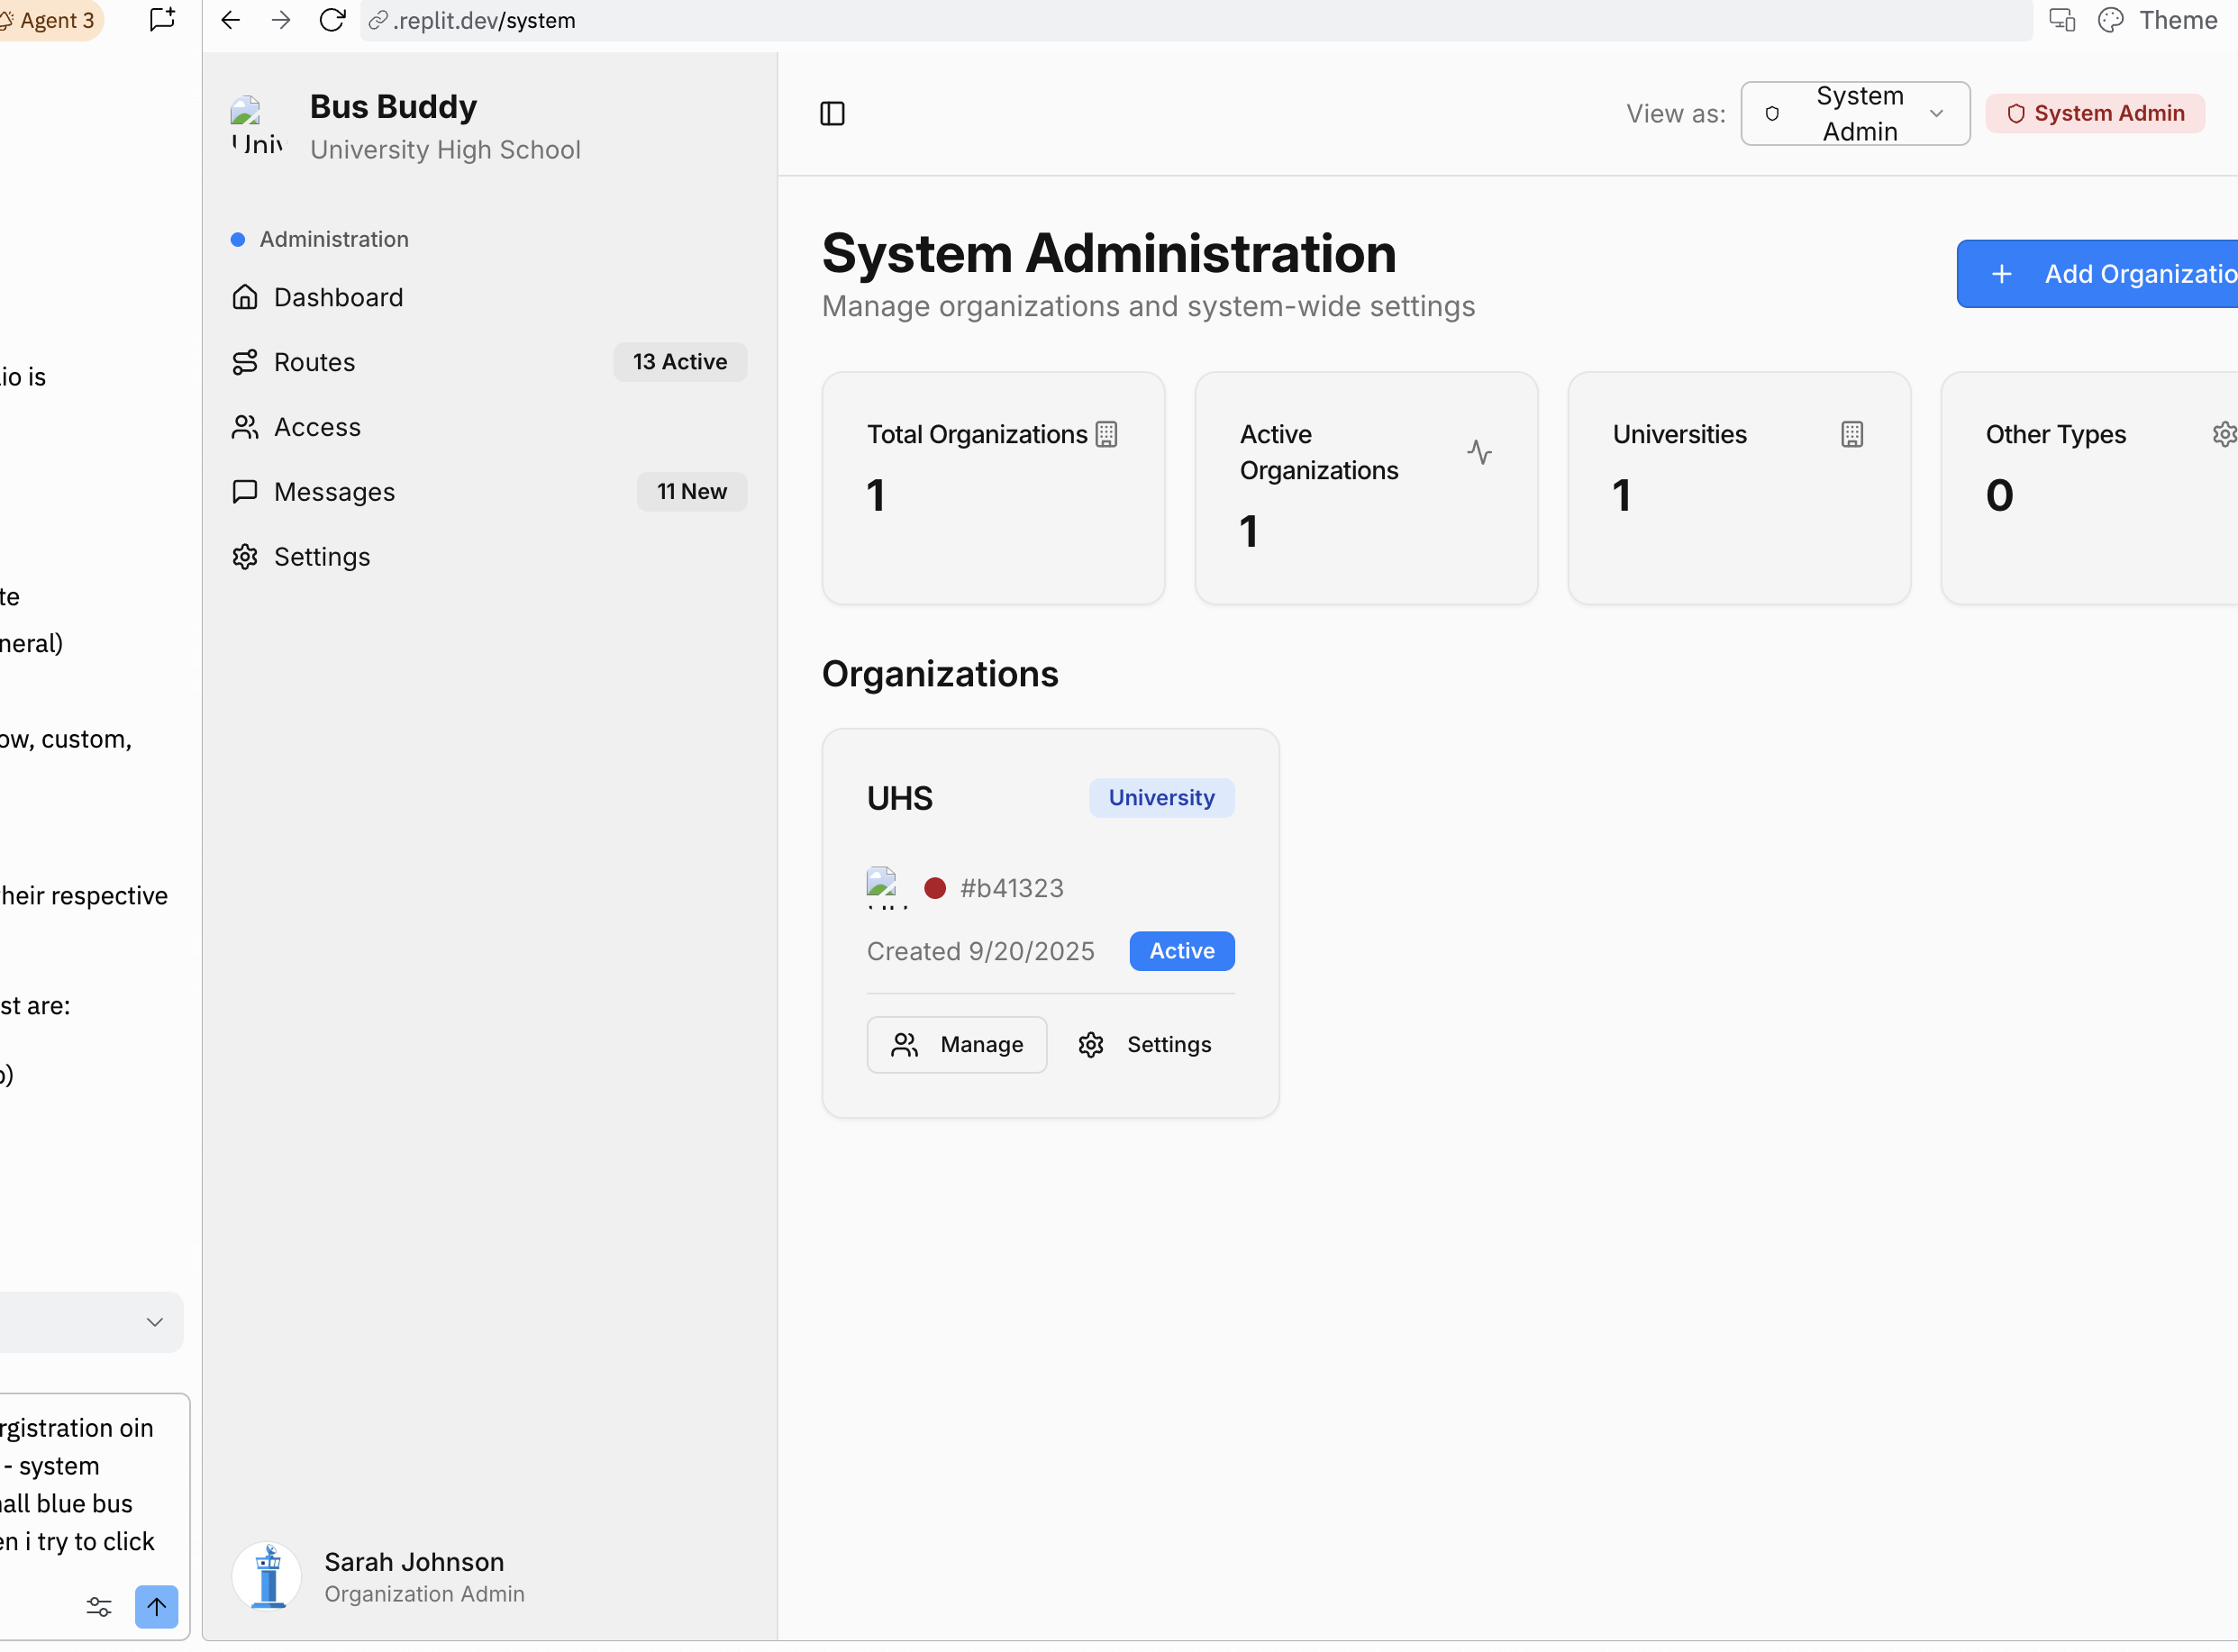 Agent 3
.replit.dev/system
Theme
io is
te
neral)
ow, custom,
heir respective
st are:
rgistration oin
- system
all blue bus
en i try to click
Bus Buddy
University High School
Univ
Administration
Dashboard
Routes
13 Active
Access
Messages
11 New
Settings
Sarah Johnson
Organization Admin
View as:
System
Admin
System Admin
System Administration
Manage organizations and system-wide settings
Add Organizatio
Total Organizations
1
Active
Organizations
1
Universities
1
Other Types
0
Organizations
UHS
University
#b41323
Created 9/20/2025
Active
Manage
Settings